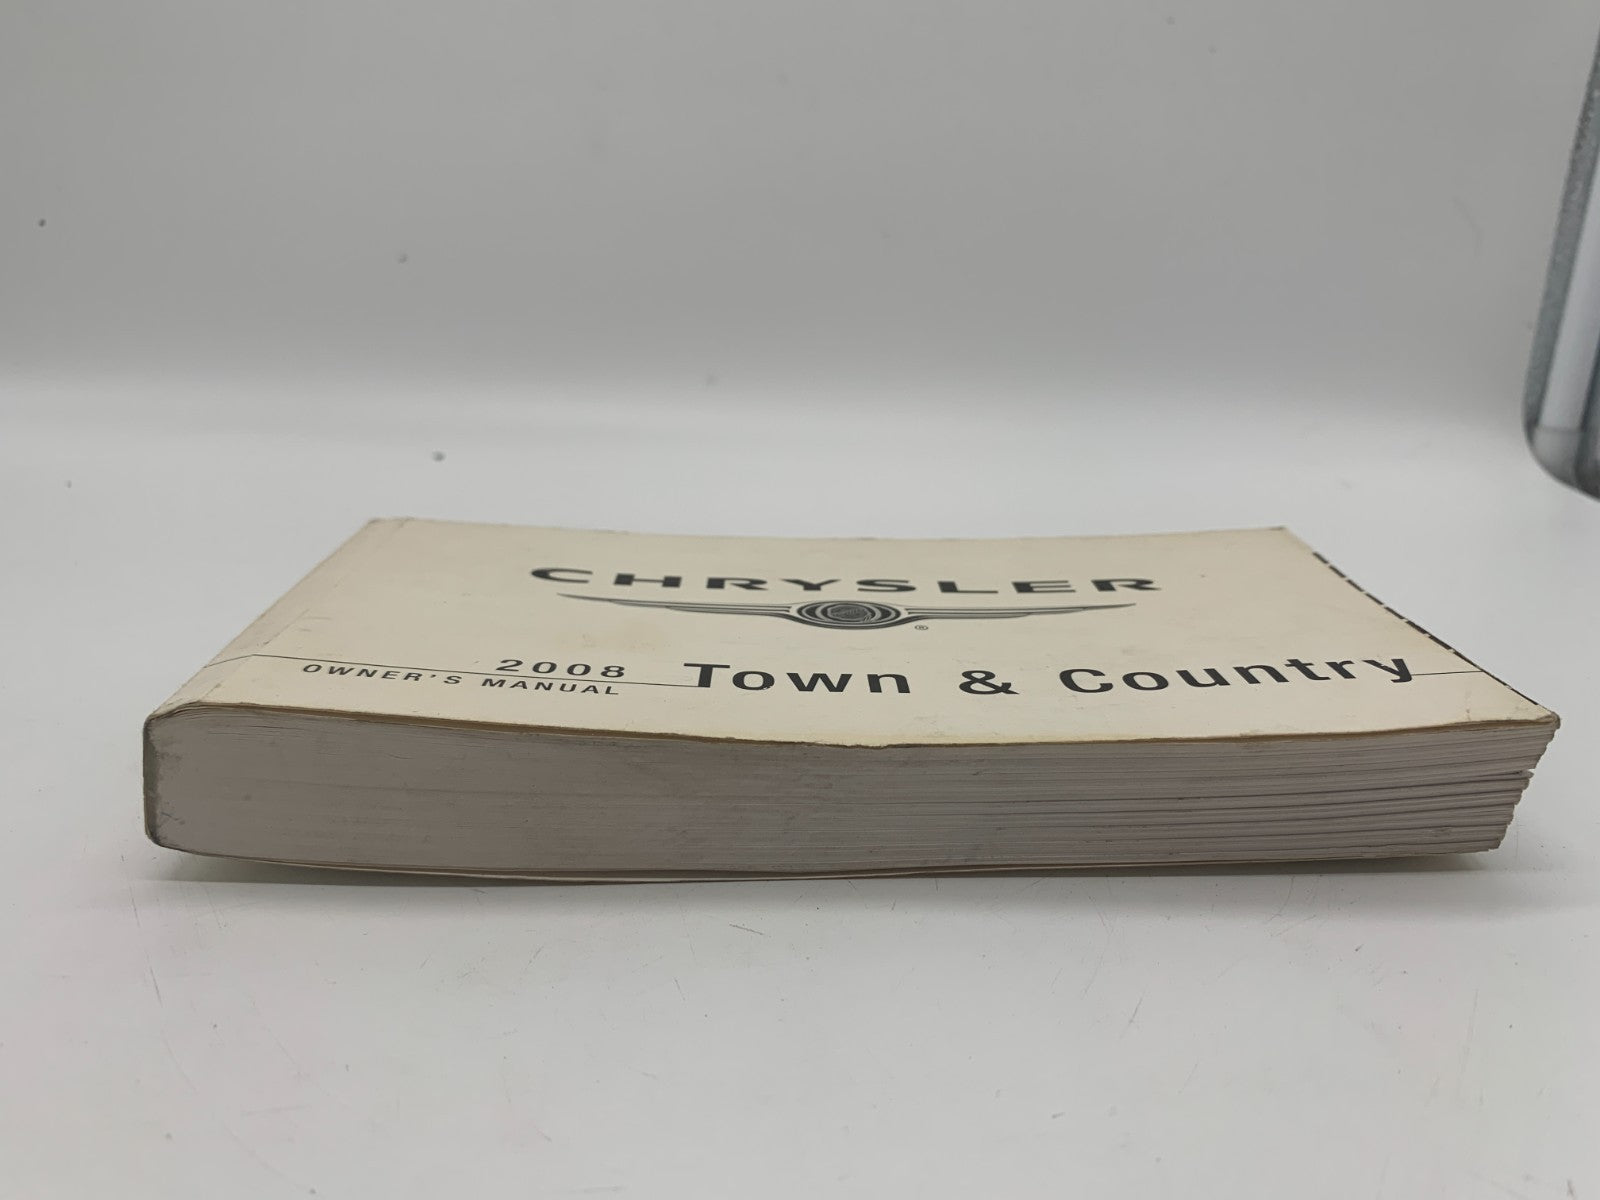 CHRYSLER
®
2008 Town & Country
OWNER'S MANUAL